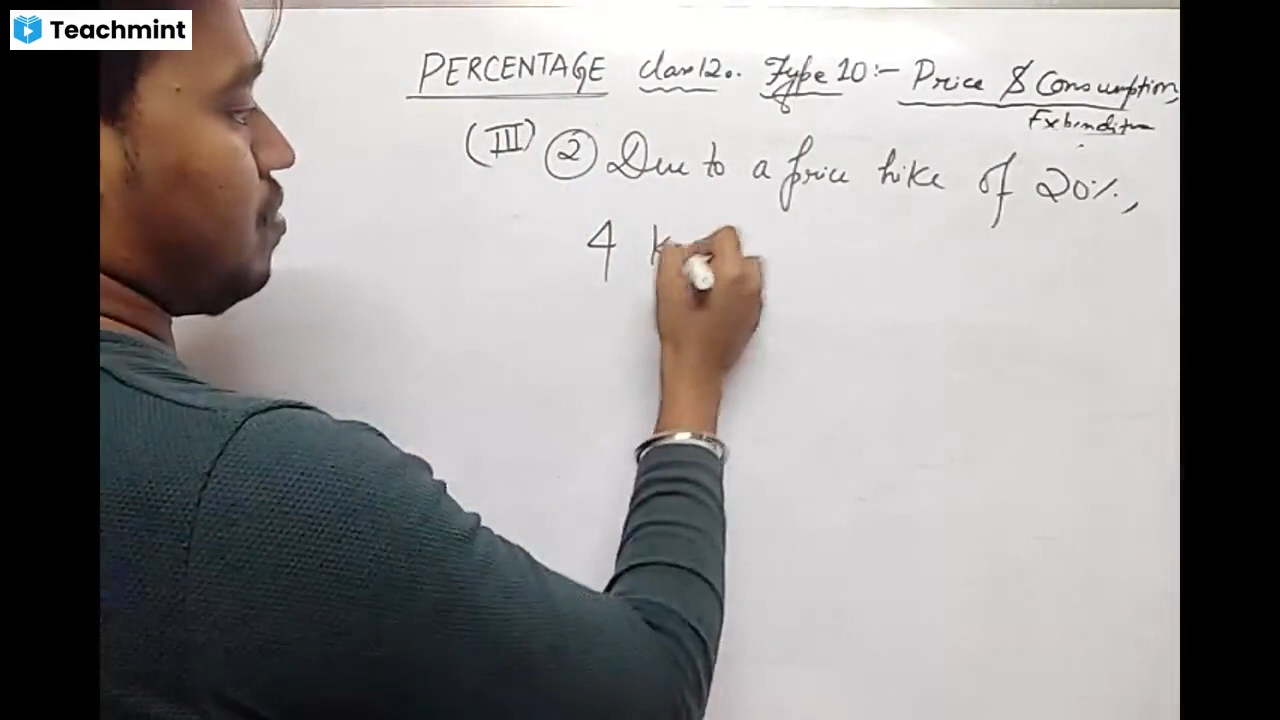 Teachmint
PERCENTAGE class 12. Type 10:- Price & Consumption,
Expenditure
(III) (2) Due to a price hike of 20%,
4 k